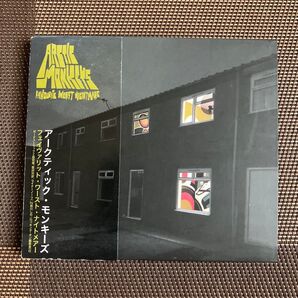 ARCTIC
MONKEYS
FAVOURITE WORST NIGHTMARE
アークティック・モンキーズ
フェイヴァリット・ワースト・ナイトメアー